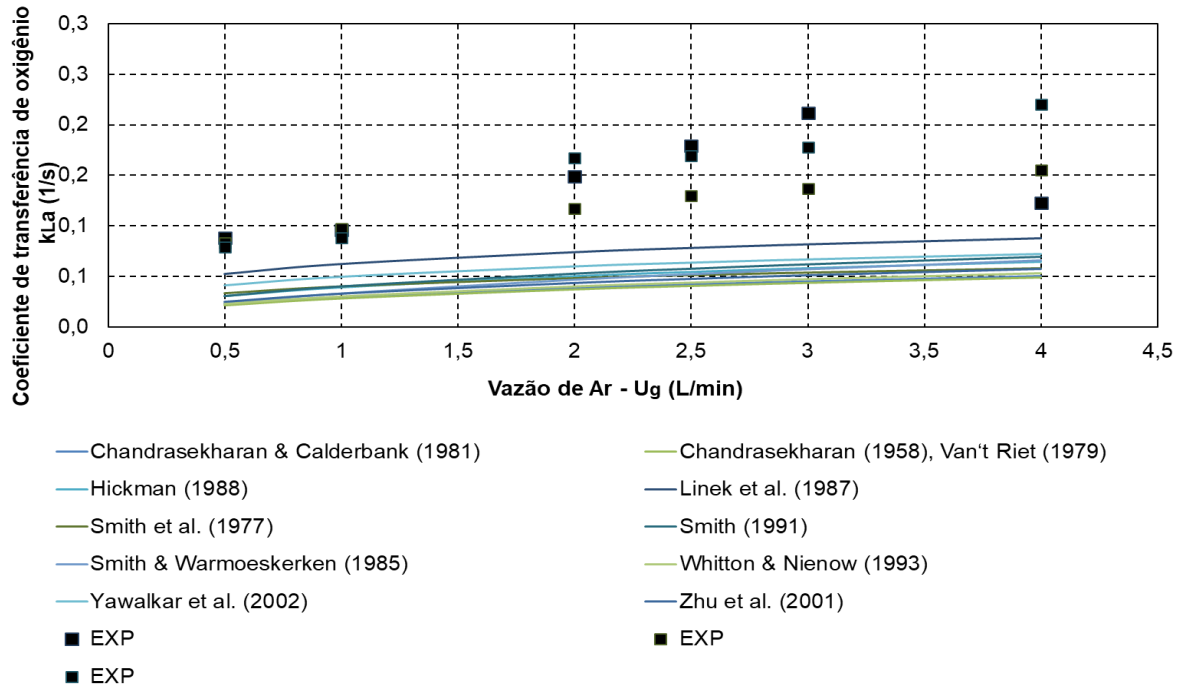 Coeficiente de transferência de oxigênio
kLa (1/s)
0,3
0,3
0,2
0,2
0,1
0,1
0,0
0
0,5
1
1,5
2
2,5
3
3,5
4
4,5
Vazão de Ar - Ug (L/min)
Chandrasekharan & Calderbank (1981)
Chandrasekharan (1958), Van‘t Riet (1979)
Hickman (1988)
Linek et al. (1987)
Smith et al. (1977)
Smith (1991)
Smith & Warmoeskerken (1985)
Whitton & Nienow (1993)
Yawalkar et al. (2002)
Zhu et al. (2001)
EXP
EXP
EXP